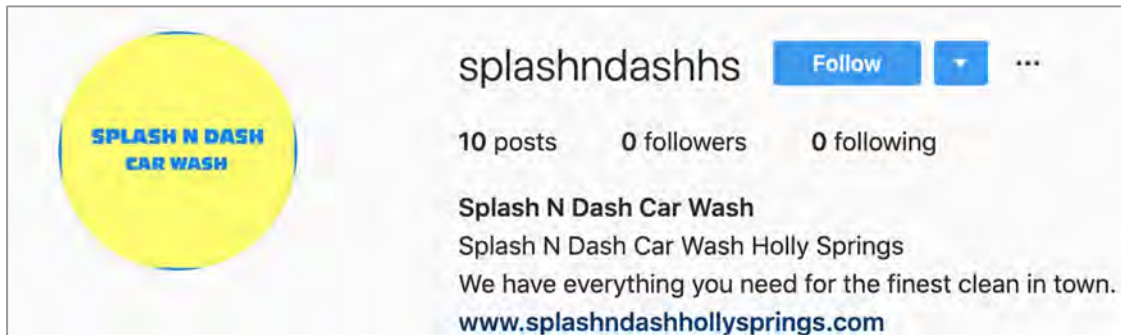 SPLASH N DASH
CAR WASH
splashndashhs Follow ...
10 posts 0 followers 0 following
Splash N Dash Car Wash
Splash N Dash Car Wash Holly Springs
We have everything you need for the finest clean in town.
www.splashndashhollysprings.com